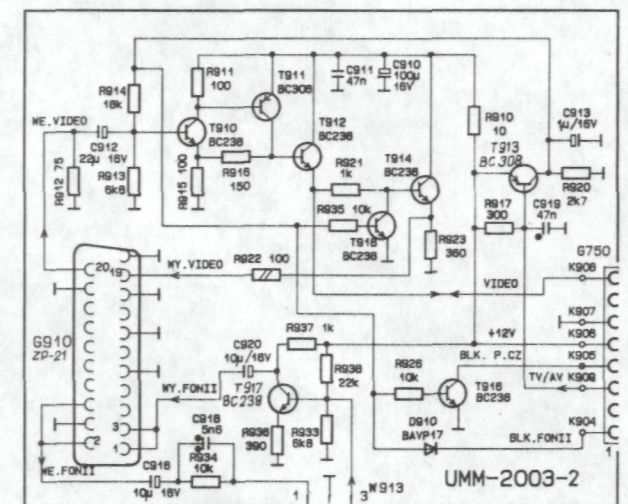 R914
18k
R911
100
T911
BC308
C911
47n
C910
100µ
16V
WE.VIDEO
C912
22µ 16V
T910
BC238
T912
BC238
R910
10
C913
1µ/16V
T913
BC308
R912 75
R913
6k8
R915 100
R916
150
R921
1k
T914
BC238
R920
2k7
R935 10k
R917
300
C919
47n
T918
BC238
R923
360
G750
20
19
WY.VIDEO
R922 100
VIDEO
K908
G910
ZP-21
R937 1k
+12V
K907
K906
C920
10µ/16V
BLK. P.CZ
K905
WY.FONII
T917
BC238
R938
22k
R926
10k
T916
BC238
TV/AV
K909
3
2
1
C918
5n6
R936
390
R933
6k8
D910
BAVP17
K904
BLK.FONII
1
WE.FONII
R934
10k
C916
10µ 16V
1
3
W913
UMM-2003-2